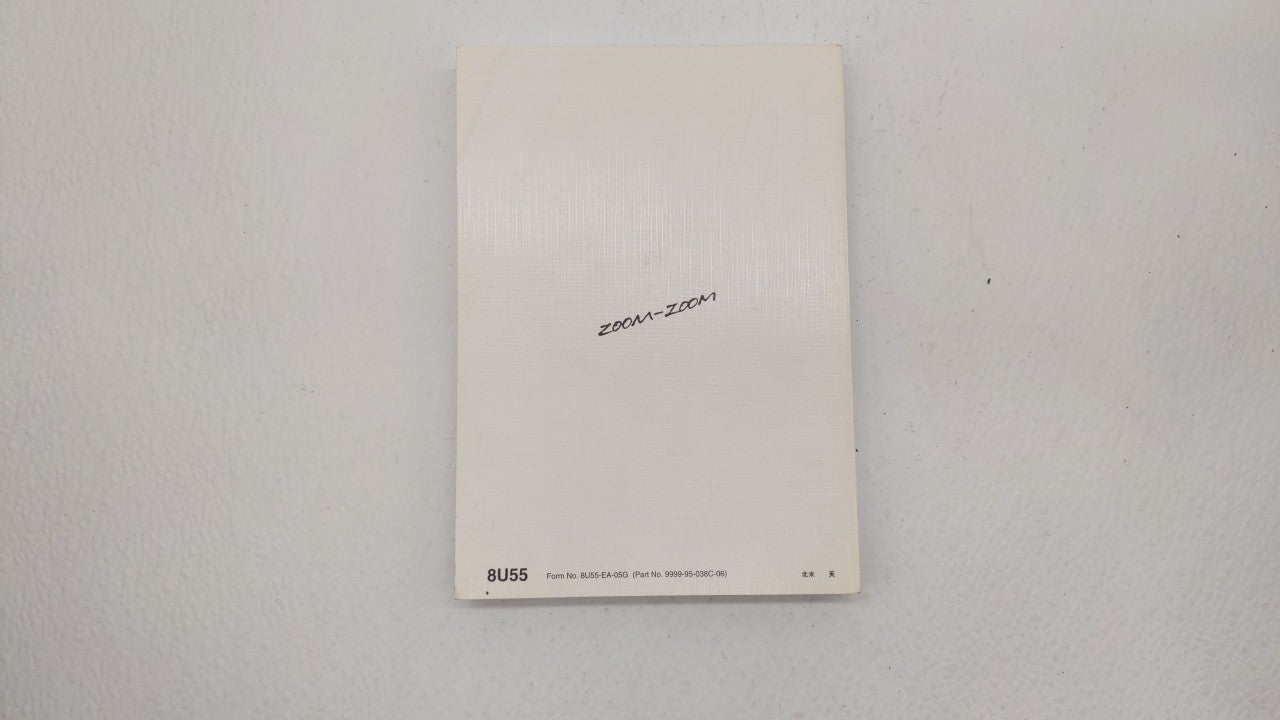 ZOOM-ZOOM
8U55 Form No. 8U55-EA-05G (Part No. 9999-95-038C-06) 北米 英